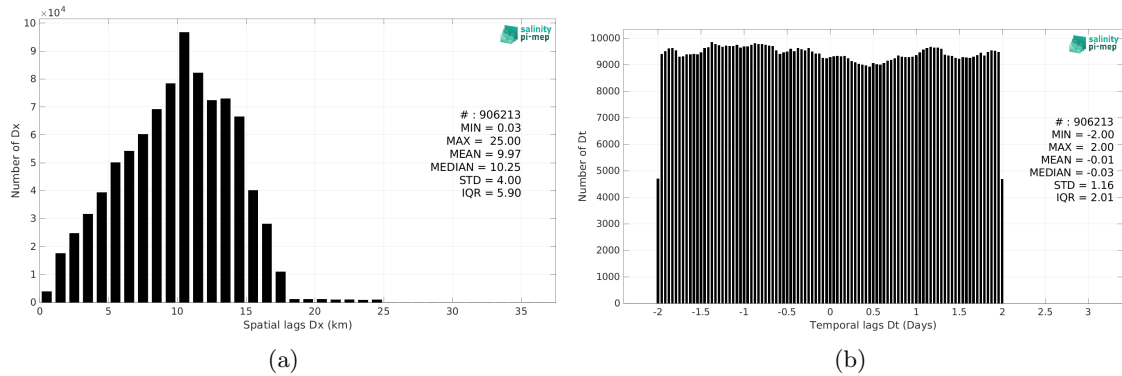 ×10^4
salinity
pi-mep
10
9
8
7
6
5
4
3
2
1
0
Number of Dx
# : 906213
MIN = 0.03
MAX =  25.00
MEAN = 9.97
MEDIAN = 10.25
STD = 4.00
IQR = 5.90
0 5 10 15 20 25 30 35
Spatial lags Dx (km)
(a)
salinity
pi-mep
10000
9000
8000
7000
6000
5000
4000
3000
2000
1000
0
Number of Dt
# : 906213
MIN = -2.00
MAX =  2.00
MEAN = -0.01
MEDIAN = -0.03
STD = 1.16
IQR = 2.01
-2 -1.5 -1 -0.5 0 0.5 1 1.5 2 2.5 3
Temporal lags Dt (Days)
(b)